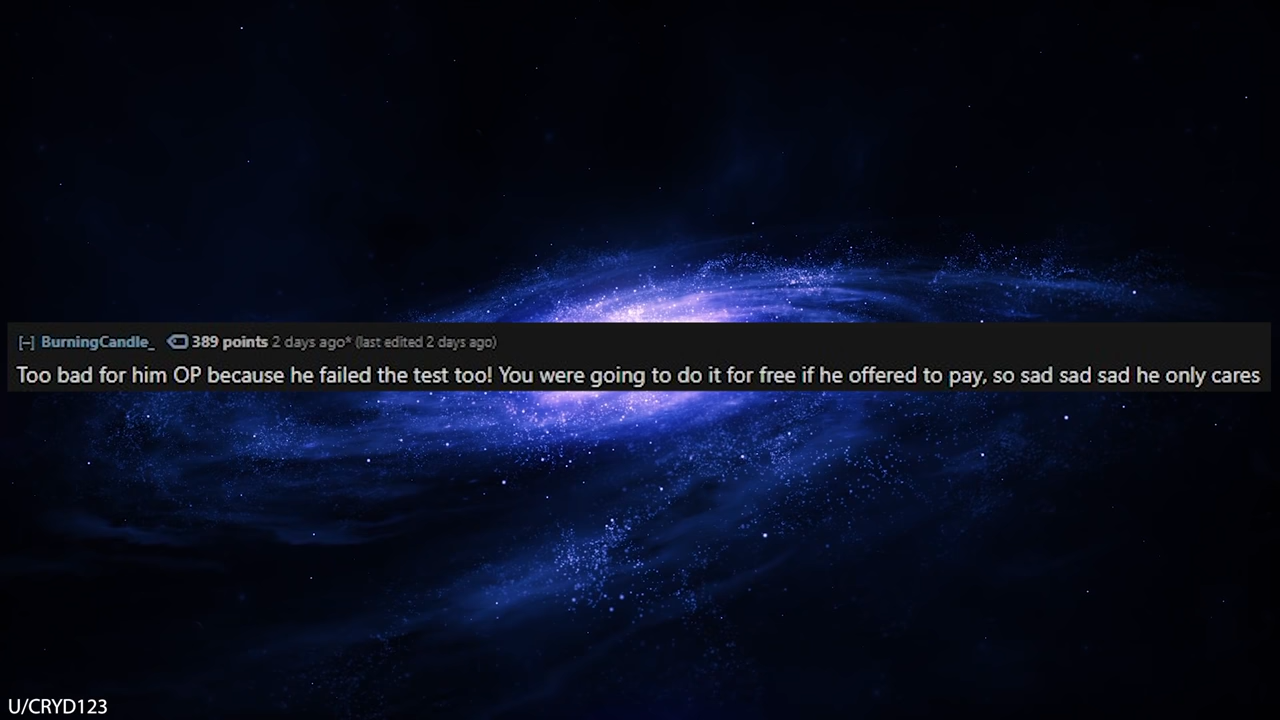 [–] BurningCandle_ 389 points 2 days ago* (last edited 2 days ago)
Too bad for him OP because he failed the test too! You were going to do it for free if he offered to pay, so sad sad sad he only cares
U/CRYD123